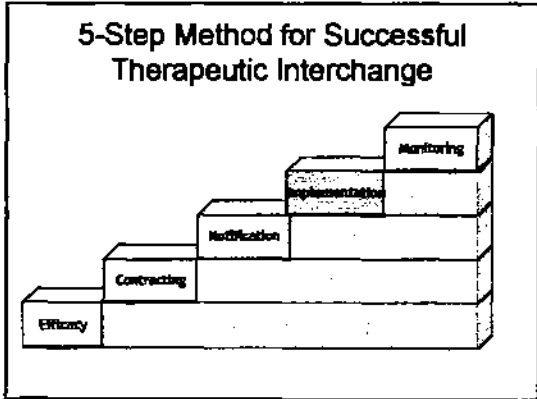 5-Step Method for Successful
Therapeutic Interchange
Monitoring
Implementation
Notification
Contracting
Efficacy